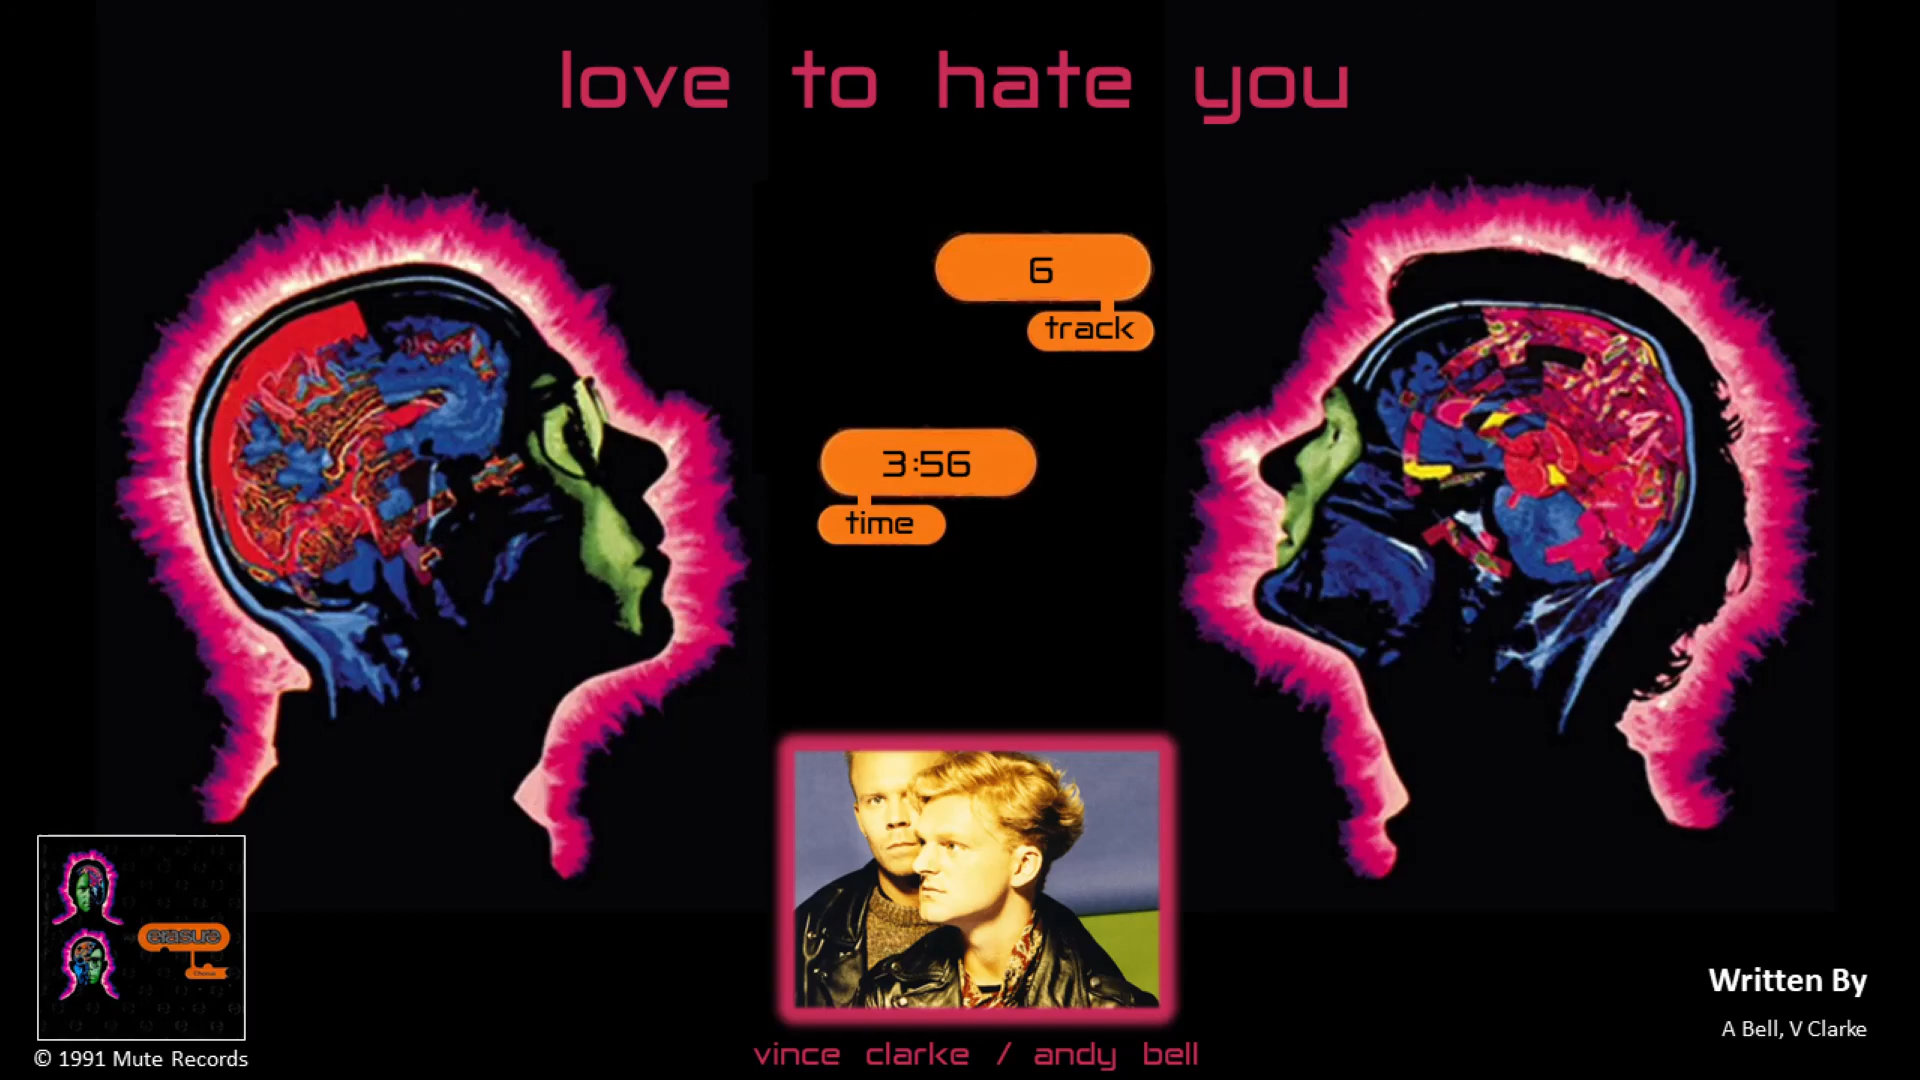 love to hate you
6
track
3:56
time
erasure
Chorus
© 1991 Mute Records
vince clarke / andy bell
Written By
A Bell, V Clarke